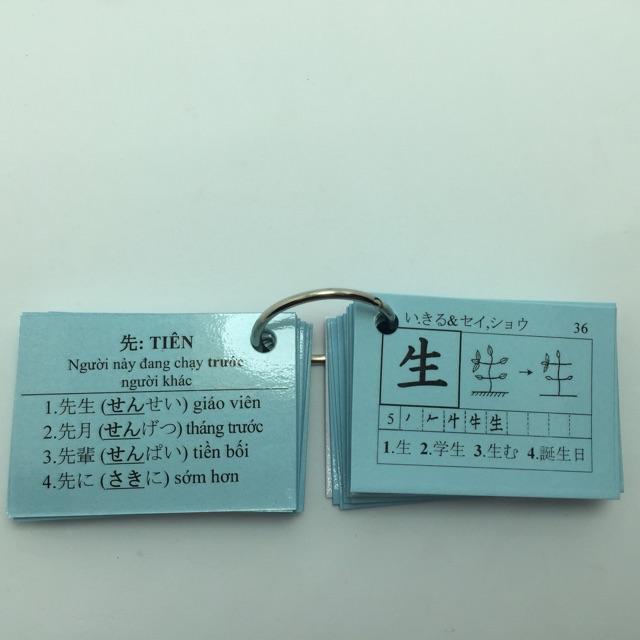 先: TIÊN
Người này đang chạy trước
người khác
1.先生 (せんせい) giáo viên
2.先月 (せんげつ) tháng trước
3.先輩 (せんぱい) tiền bối
4.先に (さきに) sớm hơn
い.きる&セイ,ショウ 36
生
5
1.生 2.学生 3.生む 4.誕生日